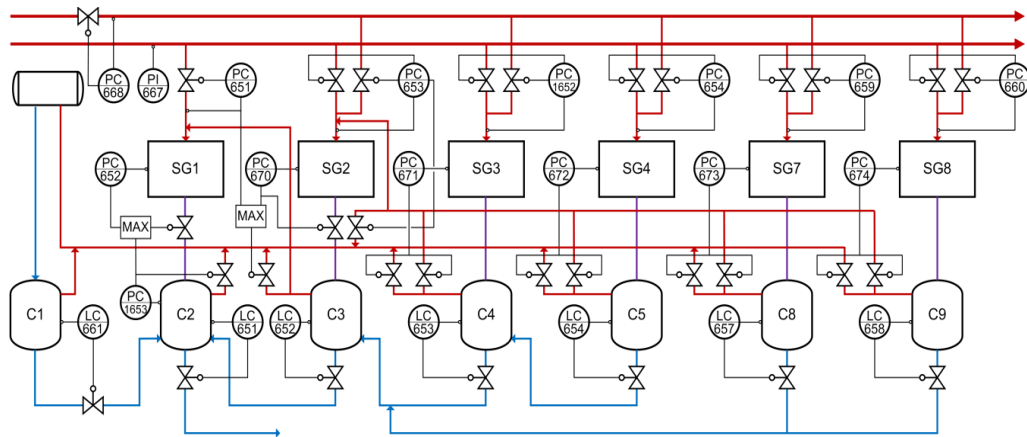 PC
668
PI
667
PC
651
PC
653
PC
1652
PC
654
PC
659
PC
660
PC
652
SG1
PC
670
SG2
PC
671
SG3
PC
672
SG4
PC
673
SG7
PC
674
SG8
MAX
MAX
C1
LC
661
PC
1653
C2
LC
651
LC
652
C3
LC
653
C4
LC
654
C5
LC
657
C8
LC
658
C9